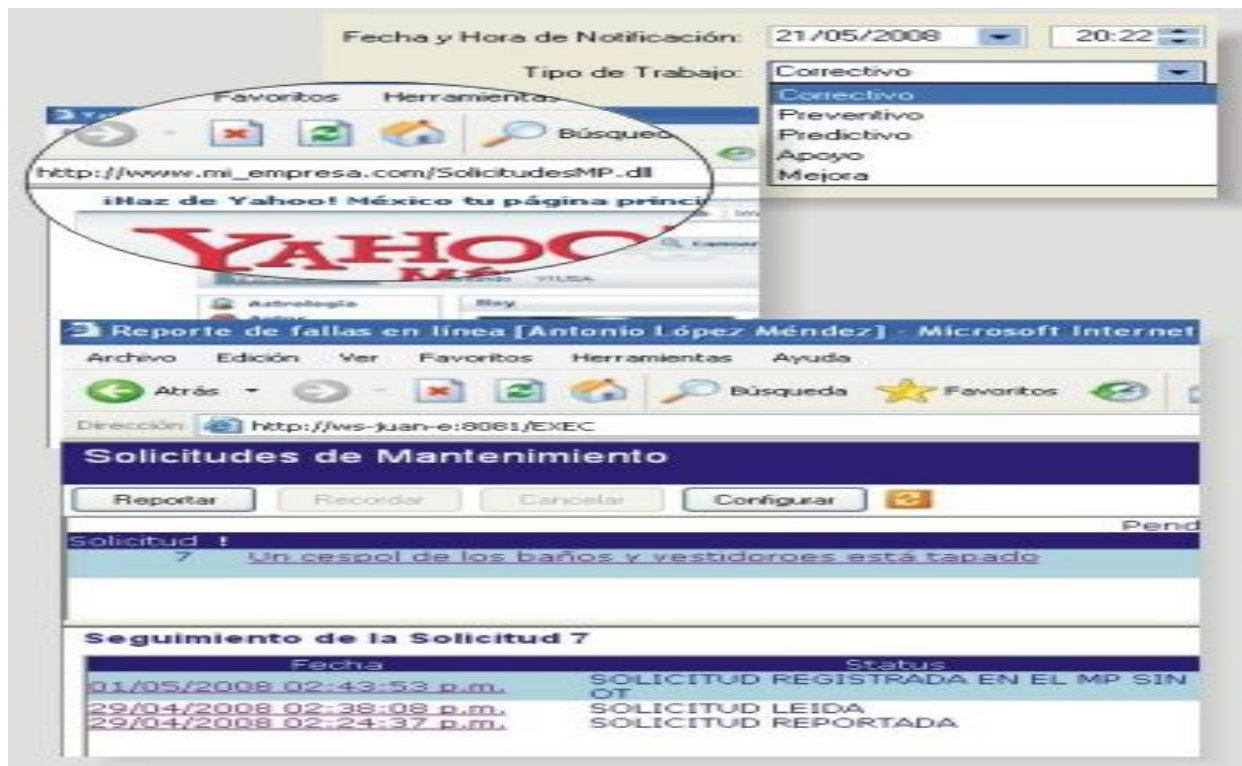 Fecha y Hora de Notificación: 21/05/2008 20:22
Tipo de Trabajo: Correctivo
Correctivo
Preventivo
Predictivo
Apoyo
Mejora
Favoritos Herramientas
Búsqued
http://www.mi_empresa.com/SolicitudesMP.dll
¡Haz de Yahoo! México tu página princi
YAHOO!
Astrología
Hoy
Reporte de fallas en línea [Antonio López Méndez] - Microsoft Internet
Archivo Edición Ver Favoritos Herramientas Ayuda
Atrás Búsqueda Favoritos
Dirección http://ws-juan-e:8081/EXEC
Solicitudes de Mantenimiento
Reportar Recordar Cancelar Configurar
Pend
Solicitud !
7 Un cespol de los baños y vestidoroes está tapado
Seguimiento de la Solicitud 7
Fecha Status
01/05/2008 02:43:53 p.m. SOLICITUD REGISTRADA EN EL MP SIN
OT
29/04/2008 02:38:08 p.m. SOLICITUD LEIDA
29/04/2008 02:24:37 p.m. SOLICITUD REPORTADA